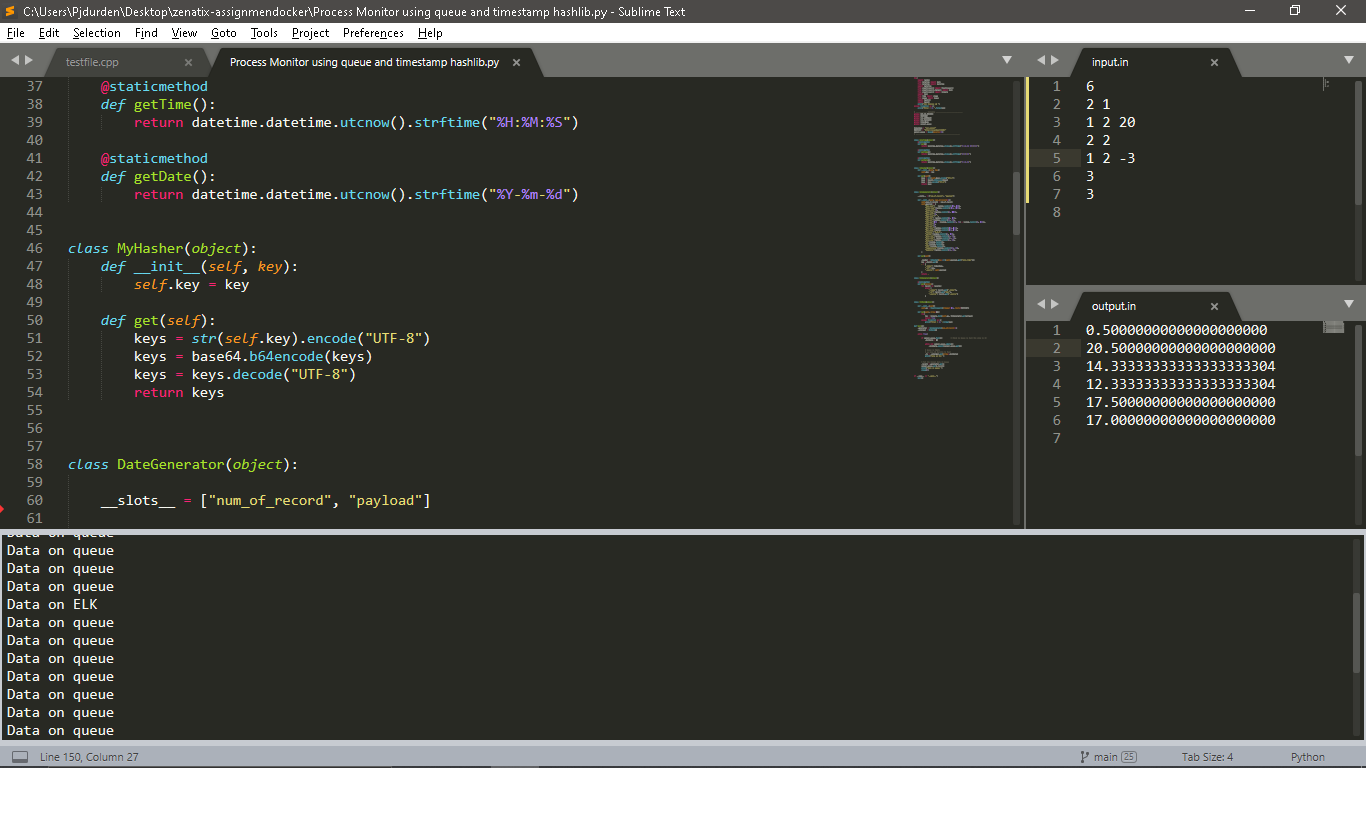 C:\Users\Pjdurden\Desktop\zenatix-assignmendocker\Process Monitor using queue and timestamp hashlib.py - Sublime Text
File Edit Selection Find View Goto Tools Project Preferences Help
testfile.cpp × Process Monitor using queue and timestamp hashlib.py ×
37 @staticmethod
38 def getTime():
39 return datetime.datetime.utcnow().strftime("%H:%M:%S")
40
41 @staticmethod
42 def getDate():
43 return datetime.datetime.utcnow().strftime("%Y-%m-%d")
44
45
46 class MyHasher(object):
47 def __init__(self, key):
48 self.key = key
49
50 def get(self):
51 keys = str(self.key).encode("UTF-8")
52 keys = base64.b64encode(keys)
53 keys = keys.decode("UTF-8")
54 return keys
55
56
57
58 class DateGenerator(object):
59
60 __slots__ = ["num_of_record", "payload"]
61
input.in ×
1 6
2 2 1
3 1 2 20
4 2 2
5 1 2 -3
6 3
7 3
8
output.in ×
1 0.50000000000000000000
2 20.50000000000000000000
3 14.33333333333333333304
4 12.33333333333333333304
5 17.50000000000000000000
6 17.00000000000000000000
7
Data on queue
Data on queue
Data on queue
Data on queue
Data on ELK
Data on queue
Data on queue
Data on queue
Data on queue
Data on queue
Data on queue
Data on queue
Line 150, Column 27 main 25 Tab Size: 4 Python